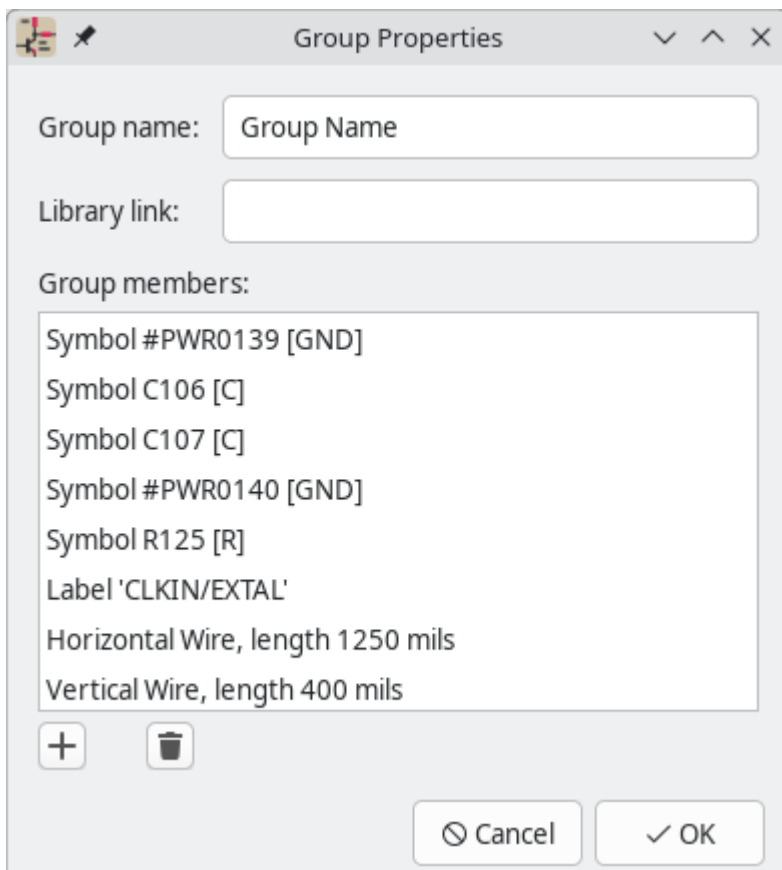 Group Properties
Group name: Group Name
Library link:
Group members:
Symbol #PWR0139 [GND]
Symbol C106 [C]
Symbol C107 [C]
Symbol #PWR0140 [GND]
Symbol R125 [R]
Label 'CLKIN/EXTAL'
Horizontal Wire, length 1250 mils
Vertical Wire, length 400 mils
Cancel OK